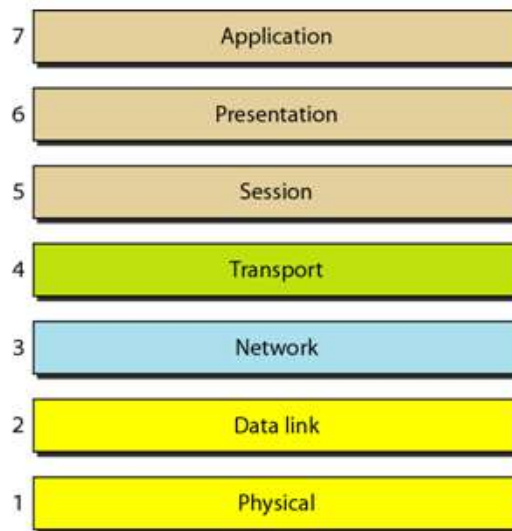 7 Application
6 Presentation
5 Session
4 Transport
3 Network
2 Data link
1 Physical